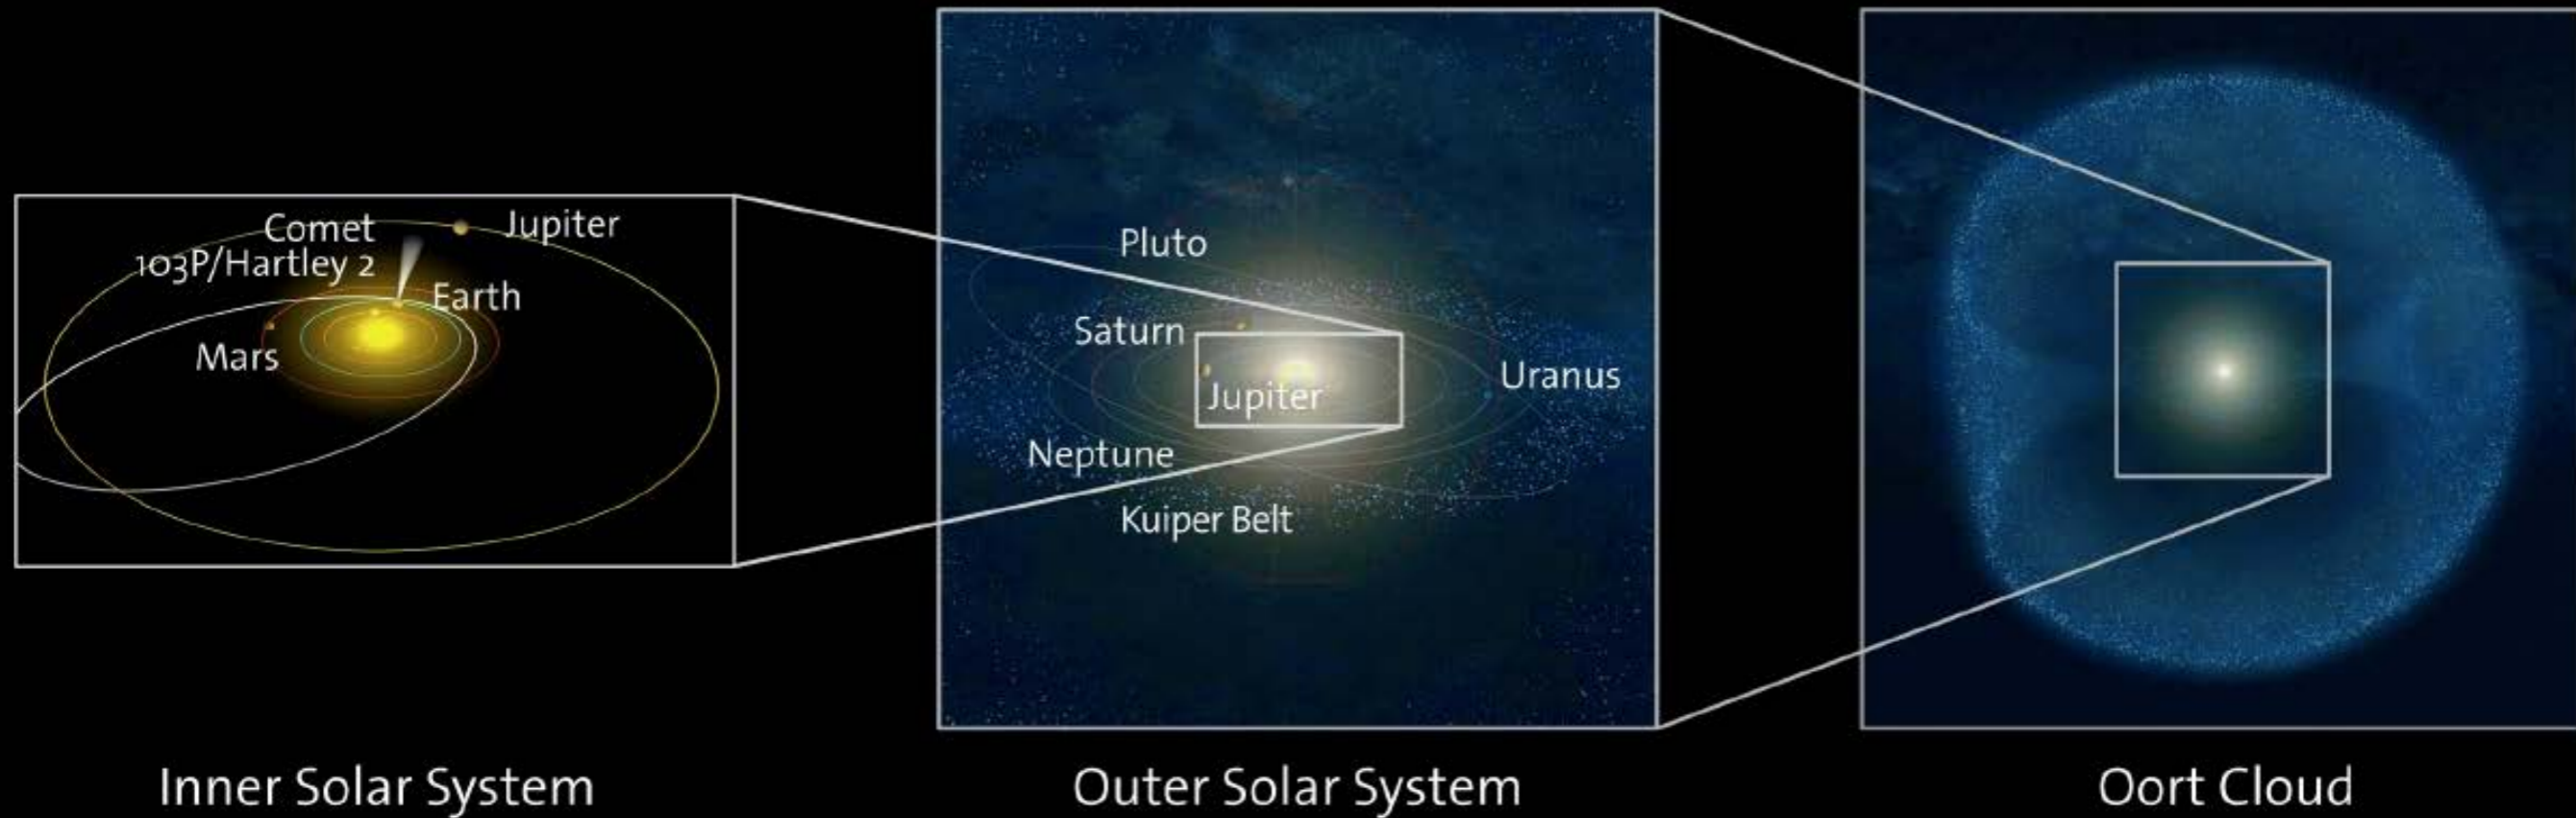 Comet
103P/Hartley 2
Jupiter
Earth
Mars
Inner Solar System
Pluto
Saturn
Jupiter
Uranus
Neptune
Kuiper Belt
Outer Solar System
Oort Cloud